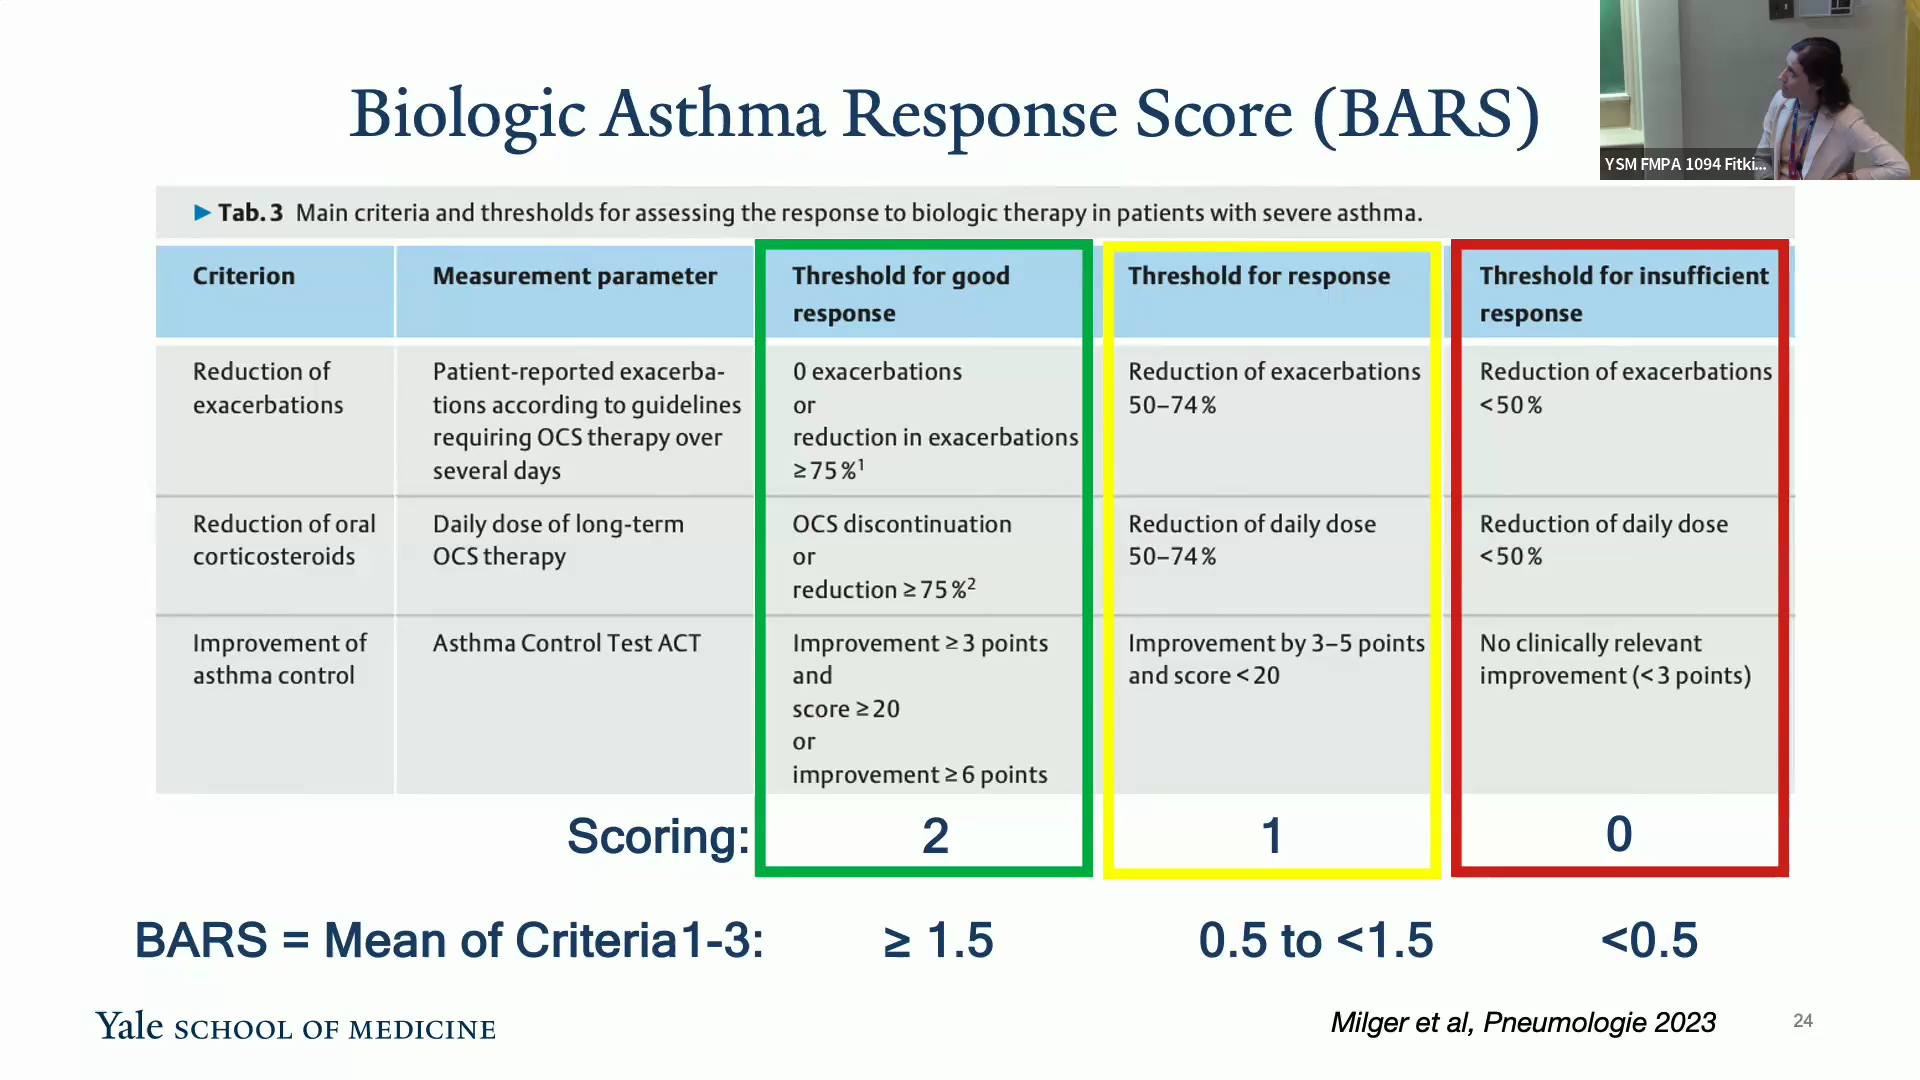 Biologic Asthma Response Score (BARS)
YSM FMPA 1094 Fitki...
▶ Tab. 3 Main criteria and thresholds for assessing the response to biologic therapy in patients with severe asthma.
Criterion
Measurement parameter
Threshold for good
response
Threshold for response
Threshold for insufficient
response
Reduction of
exacerbations
Patient-reported exacerba-
tions according to guidelines
requiring OCS therapy over
several days
0 exacerbations
or
reduction in exacerbations
≥75%¹
Reduction of exacerbations
50–74%
Reduction of exacerbations
<50%
Reduction of oral
corticosteroids
Daily dose of long-term
OCS therapy
OCS discontinuation
or
reduction ≥75%²
Reduction of daily dose
50–74%
Reduction of daily dose
<50%
Improvement of
asthma control
Asthma Control Test ACT
Improvement ≥3 points
and
score ≥20
or
improvement ≥6 points
Improvement by 3–5 points
and score <20
No clinically relevant
improvement (<3 points)
Scoring: 2 1 0
BARS = Mean of Criteria1-3: ≥ 1.5 0.5 to <1.5 <0.5
Yale SCHOOL OF MEDICINE
Milger et al, Pneumologie 2023
24